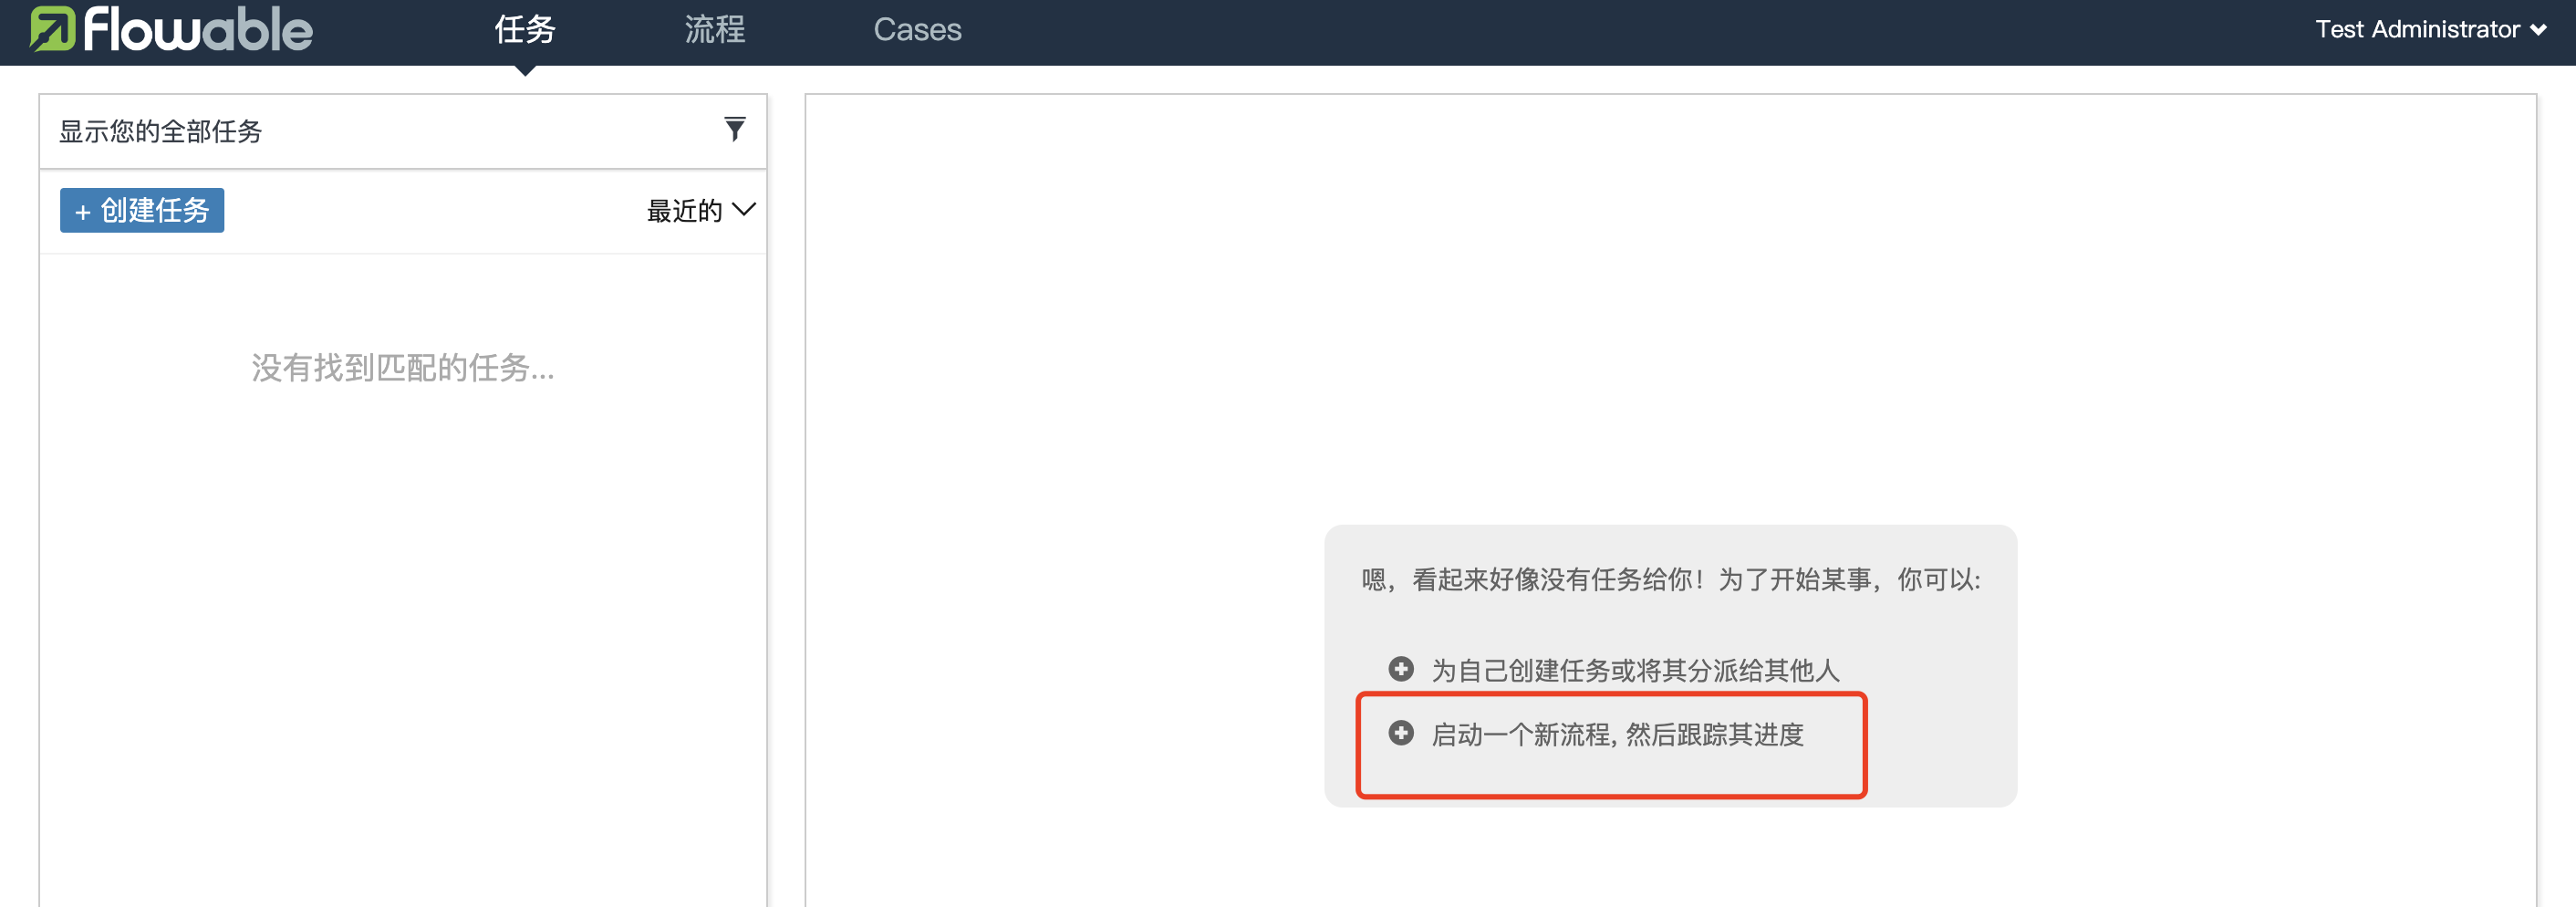 flowable 任务 流程 Cases Test Administrator
显示您的全部任务
+ 创建任务 最近的
没有找到匹配的任务...
嗯，看起来好像没有任务给你！为了开始某事，你可以:
为自己创建任务或将其分派给其他人
启动一个新流程, 然后跟踪其进度